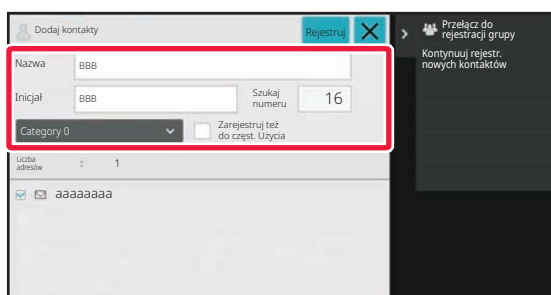 Dodaj kontakty
Rejestruj
Nazwa
BBB
Inicjał
BBB
Szukaj
numeru
16
Category 0
Zarejestruj też
do częst. Użycia
Liczba
adresów
:
1
aaaaaaaa
Przełącz do
rejestracji grupy
Kontynuuj rejestr.
nowych kontaktów